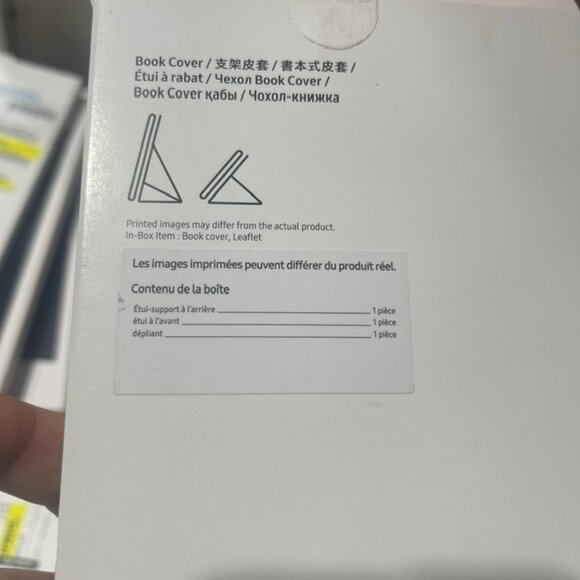 Book Cover / 支架皮套 / 書本式皮套 /
Étui à rabat / Чехол Book Cover /
Book Cover қабы / Чохол-книжка
Printed images may differ from the actual product.
In-Box Item : Book cover, Leaflet
Les images imprimées peuvent différer du produit réel.
Contenu de la boîte
Étui-support à l'arrière 1 pièce
étui à l'avant 1 pièce
dépliant 1 pièce